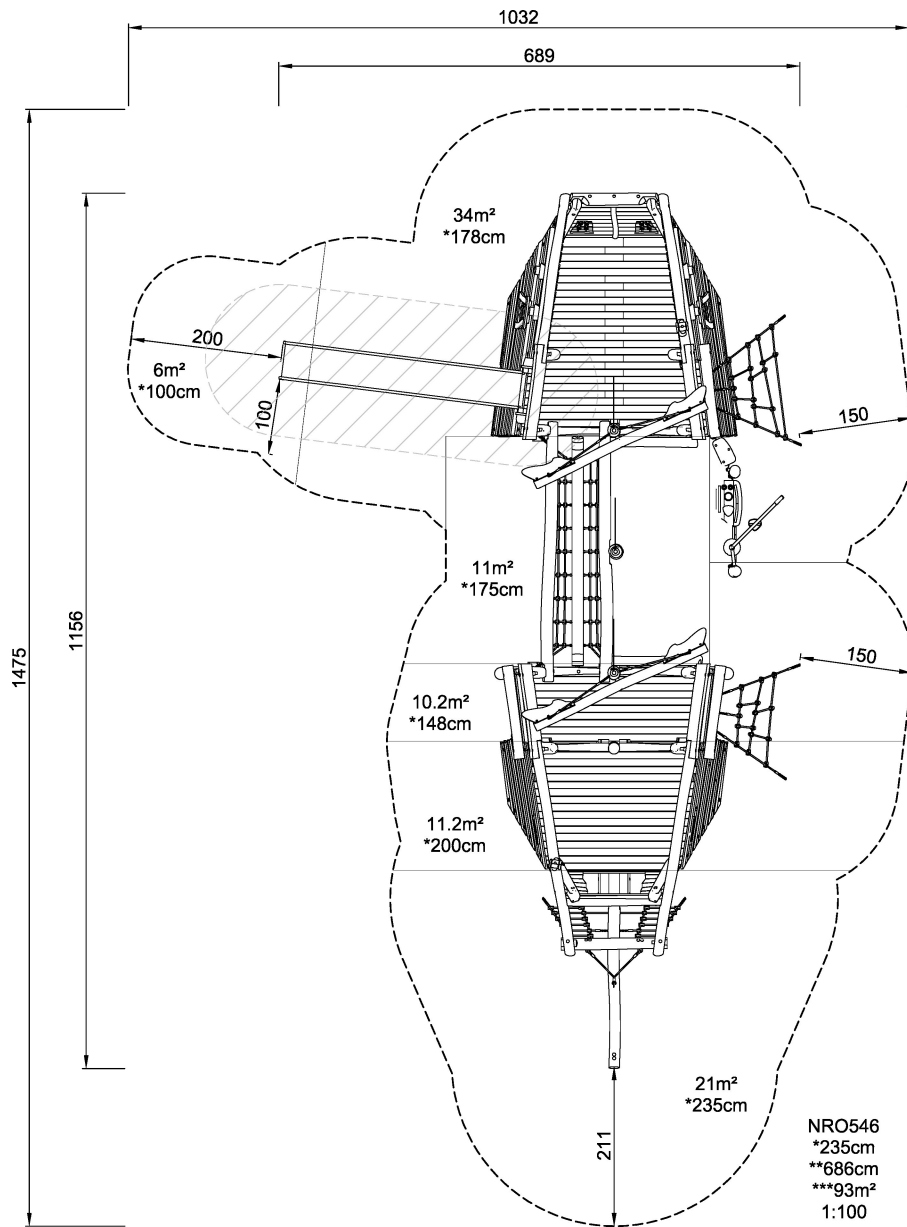 1032
689
34m²
*178cm
200
6m²
*100cm
100
150
11m²
*175cm
1156
1475
150
10.2m²
*148cm
11.2m²
*200cm
21m²
*235cm
211
NRO546
*235cm
**686cm
***93m²
1:100